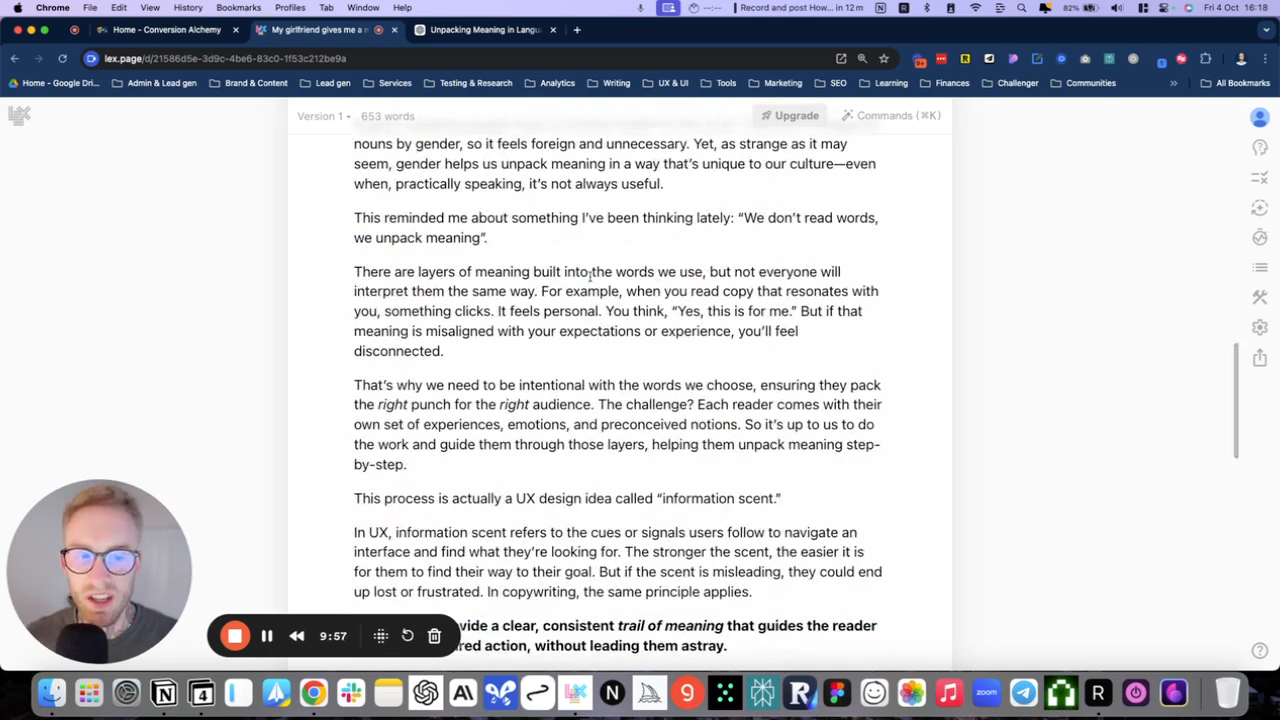 Chrome File Edit View History Bookmarks Profiles Tab Window Help
Record and post How... in 12 m
82%
Fri 4 Oct 16:18
Home - Conversion Alchemy
My girlfriend gives me a m
Unpacking Meaning in Langu
lex.page/d/21586d5e-3d9c-4be6-83c0-1f53c212be9a
Home - Google Dri... Admin & Lead gen Brand & Content Lead gen Services Testing & Research Analytics Writing UX & UI Tools Marketing SEO Learning Finances Challenger Communities All Bookmarks
Version 1 653 words
Upgrade
Commands (⌘K)
nouns by gender, so it feels foreign and unnecessary. Yet, as strange as it may
seem, gender helps us unpack meaning in a way that's unique to our culture—even
when, practically speaking, it's not always useful.
This reminded me about something I've been thinking lately: “We don't read words,
we unpack meaning”.
There are layers of meaning built into the words we use, but not everyone will
interpret them the same way. For example, when you read copy that resonates with
you, something clicks. It feels personal. You think, “Yes, this is for me.” But if that
meaning is misaligned with your expectations or experience, you'll feel
disconnected.
That's why we need to be intentional with the words we choose, ensuring they pack
the right punch for the right audience. The challenge? Each reader comes with their
own set of experiences, emotions, and preconceived notions. So it's up to us to do
the work and guide them through those layers, helping them unpack meaning step-
by-step.
This process is actually a UX design idea called “information scent.”
In UX, information scent refers to the cues or signals users follow to navigate an
interface and find what they're looking for. The stronger the scent, the easier it is
for them to find their way to their goal. But if the scent is misleading, they could end
up lost or frustrated. In copywriting, the same principle applies.
vide a clear, consistent trail of meaning that guides the reader
red action, without leading them astray.
9:57
zoom